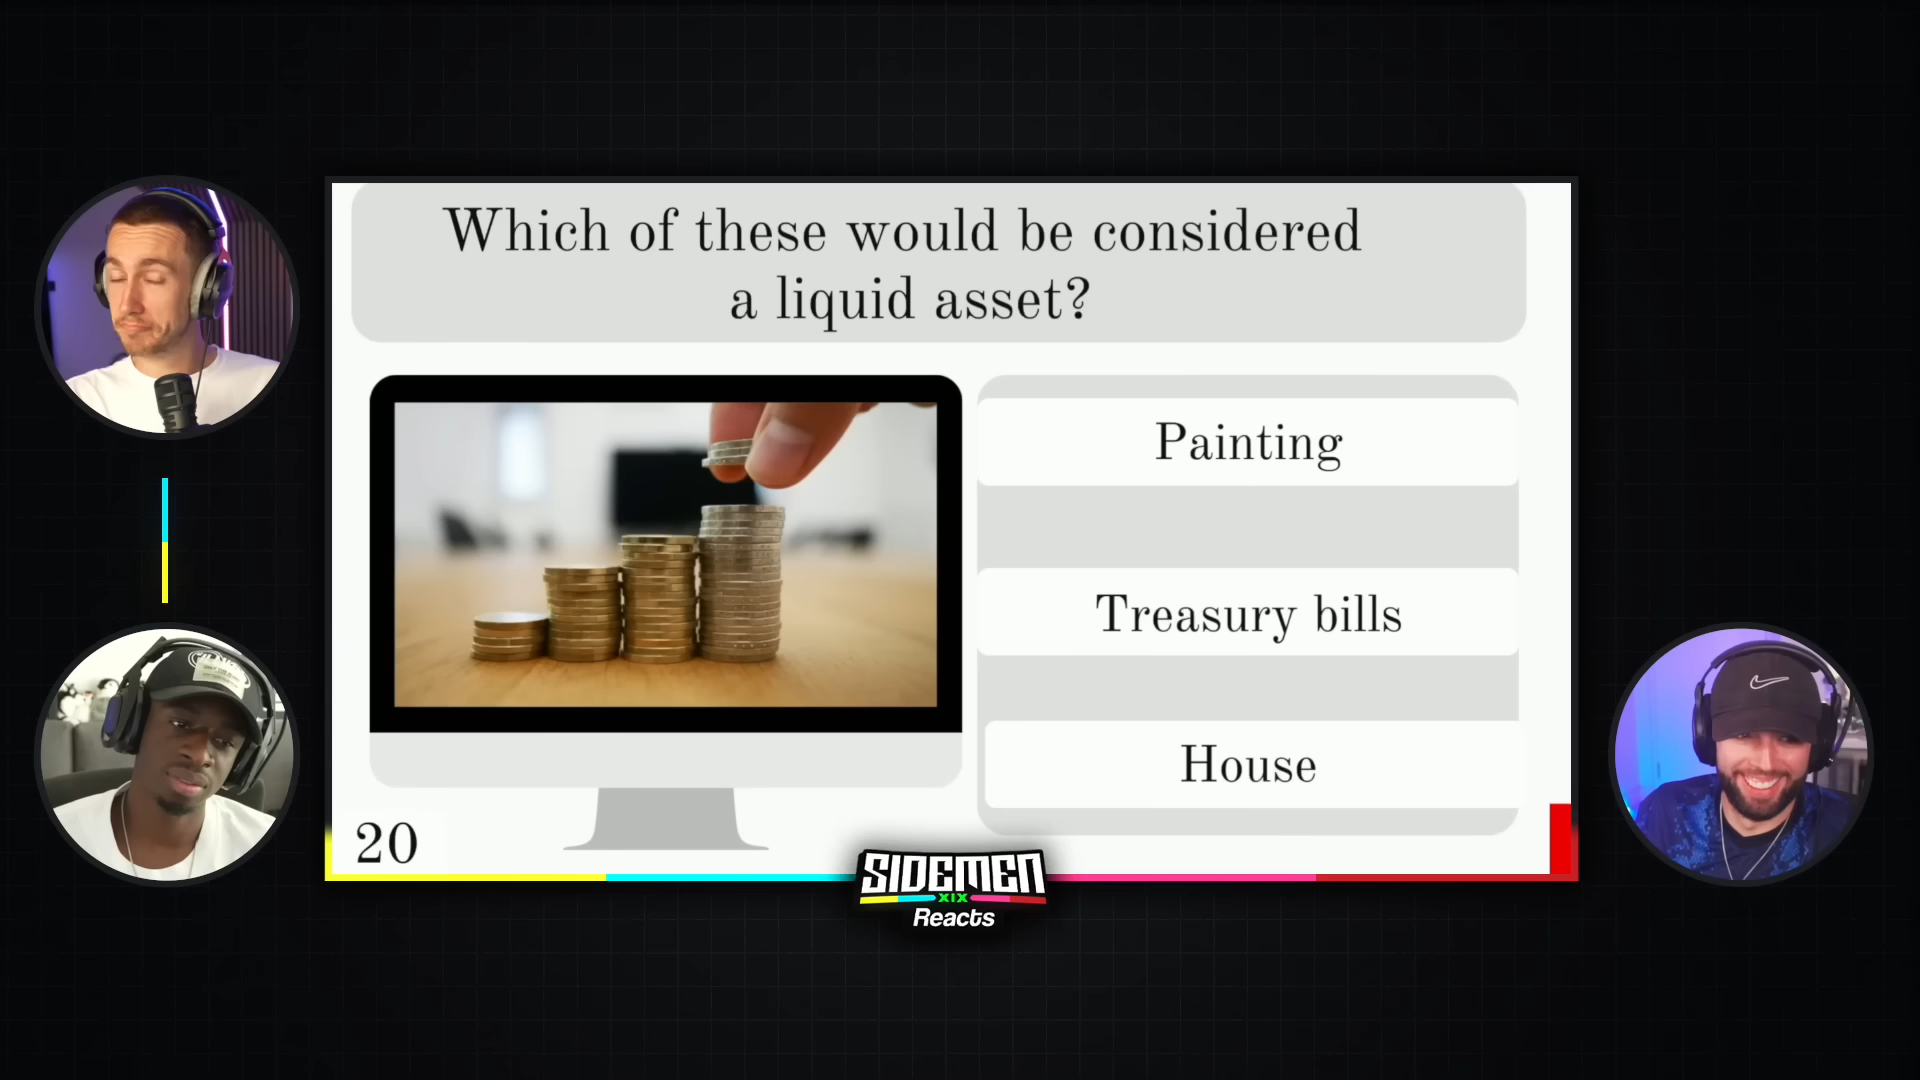 Which of these would be considered
a liquid asset?
Painting
Treasury bills
House
20
SIDEMEN
XIX
Reacts